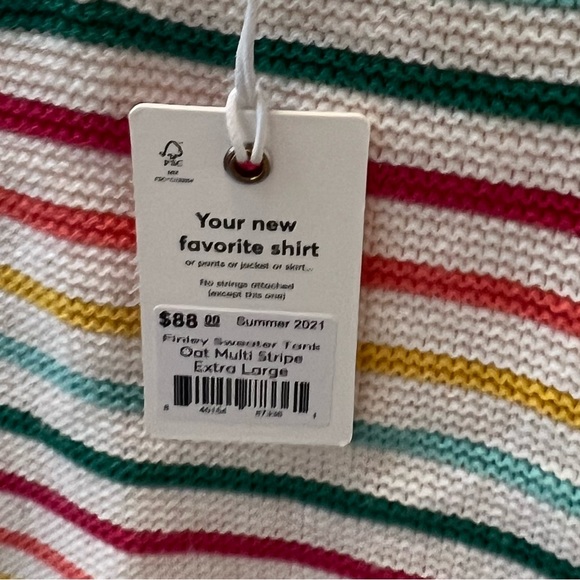 FSC
Your new
favorite shirt
or pants or jacket or skirt...
No strings attached
(except this one)
$88.00 Summer 2021
Finley Sweater Tank
Oat Multi Stripe
Extra Large